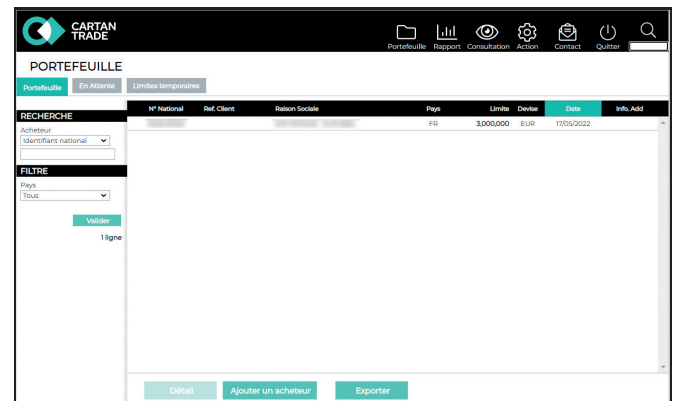 CARTAN
TRADE
Portefeuille Rapport Consultation Action Contact Quitter
PORTEFEUILLE
Portefeuille En Attente Limites temporaires
RECHERCHE
Acheteur
Identifiant national
FILTRE
Pays
Tous
Valider
1 ligne
N° National Ref. Client Raison Sociale Pays Limite Devise Date Info. Add
FR 3,000,000 EUR 17/05/2022
Détail Ajouter un acheteur Exporter